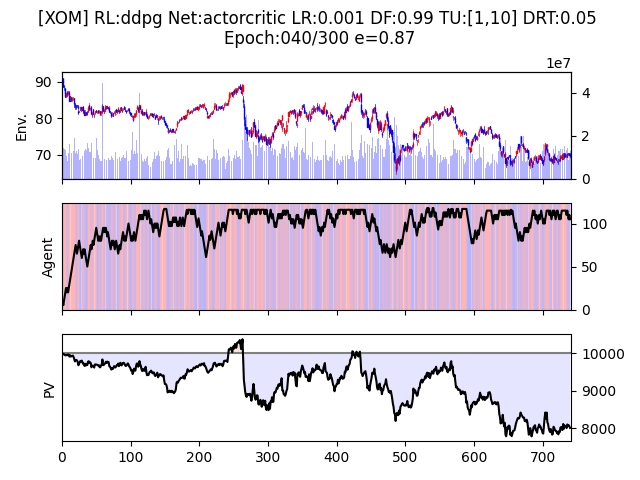 [XOM] RL:ddpg Net:actorcritic LR:0.001 DF:0.99 TU:[1,10] DRT:0.05
Epoch:040/300 e=0.87
1e7
90
80
70
Env.
4
2
0
Agent
100
50
0
PV
10000
9000
8000
0 100 200 300 400 500 600 700